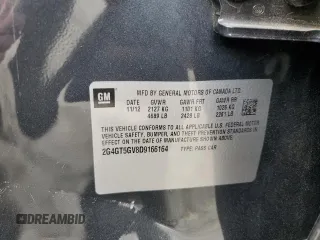 GM
MFD BY GENERAL MOTORS OF CANADA LTD.
DATE GVWR GAWR FRT GAWR RR
11/12 2127 KG 1101 KG 1026 KG
4689 LB 2428 LB 2261 LB
THIS VEHICLE CONFORMS TO ALL APPLICABLE U.S. FEDERAL MOTOR
VEHICLE SAFETY, BUMPER, AND THEFT PREVENTION STANDARDS
IN EFFECT ON THE DATE OF MANUFACTURE SHOWN ABOVE.
2G4GT5GV8D9166164 TYPE: PASS CAR
DREAMBID